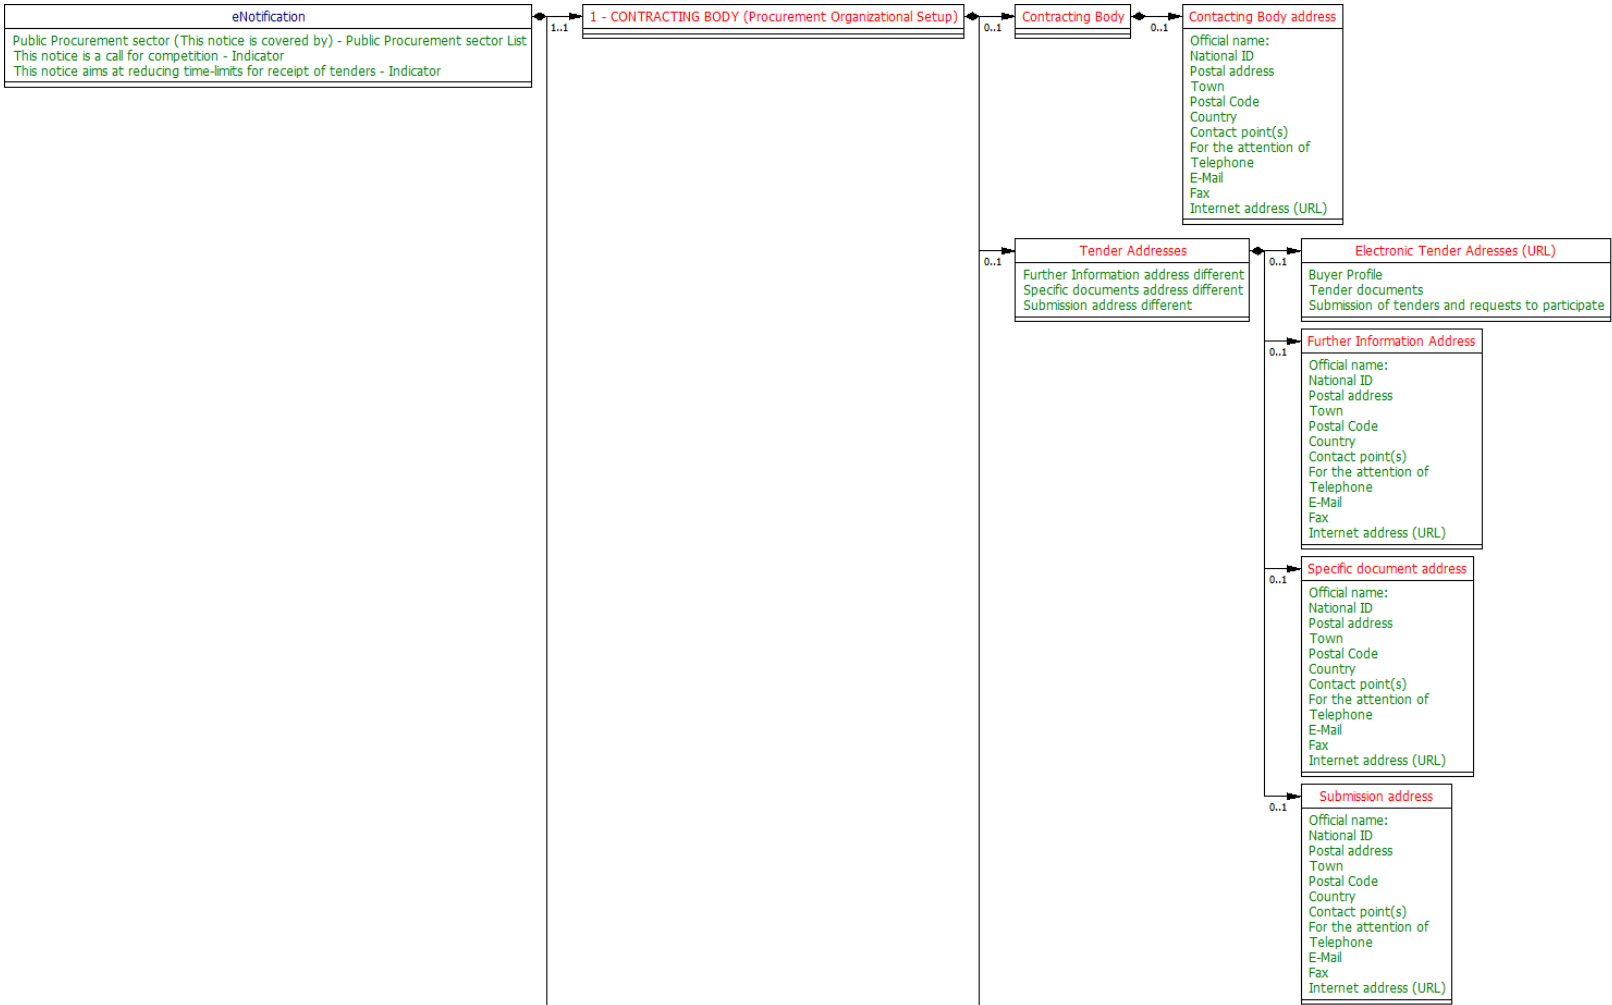 eNotification
Public Procurement sector (This notice is covered by) - Public Procurement sector List
This notice is a call for competition - Indicator
This notice aims at reducing time-limits for receipt of tenders - Indicator
1..1
1 - CONTRACTING BODY (Procurement Organizational Setup)
0..1
Contracting Body
0..1
Contacting Body address
Official name:
National ID
Postal address
Town
Postal Code
Country
Contact point(s)
For the attention of
Telephone
E-Mail
Fax
Internet address (URL)
0..1
Tender Addresses
Further Information address different
Specific documents address different
Submission address different
0..1
Electronic Tender Adresses (URL)
Buyer Profile
Tender documents
Submission of tenders and requests to participate
0..1
Further Information Address
Official name:
National ID
Postal address
Town
Postal Code
Country
Contact point(s)
For the attention of
Telephone
E-Mail
Fax
Internet address (URL)
0..1
Specific document address
Official name:
National ID
Postal address
Town
Postal Code
Country
Contact point(s)
For the attention of
Telephone
E-Mail
Fax
Internet address (URL)
0..1
Submission address
Official name:
National ID
Postal address
Town
Postal Code
Country
Contact point(s)
For the attention of
Telephone
E-Mail
Fax
Internet address (URL)